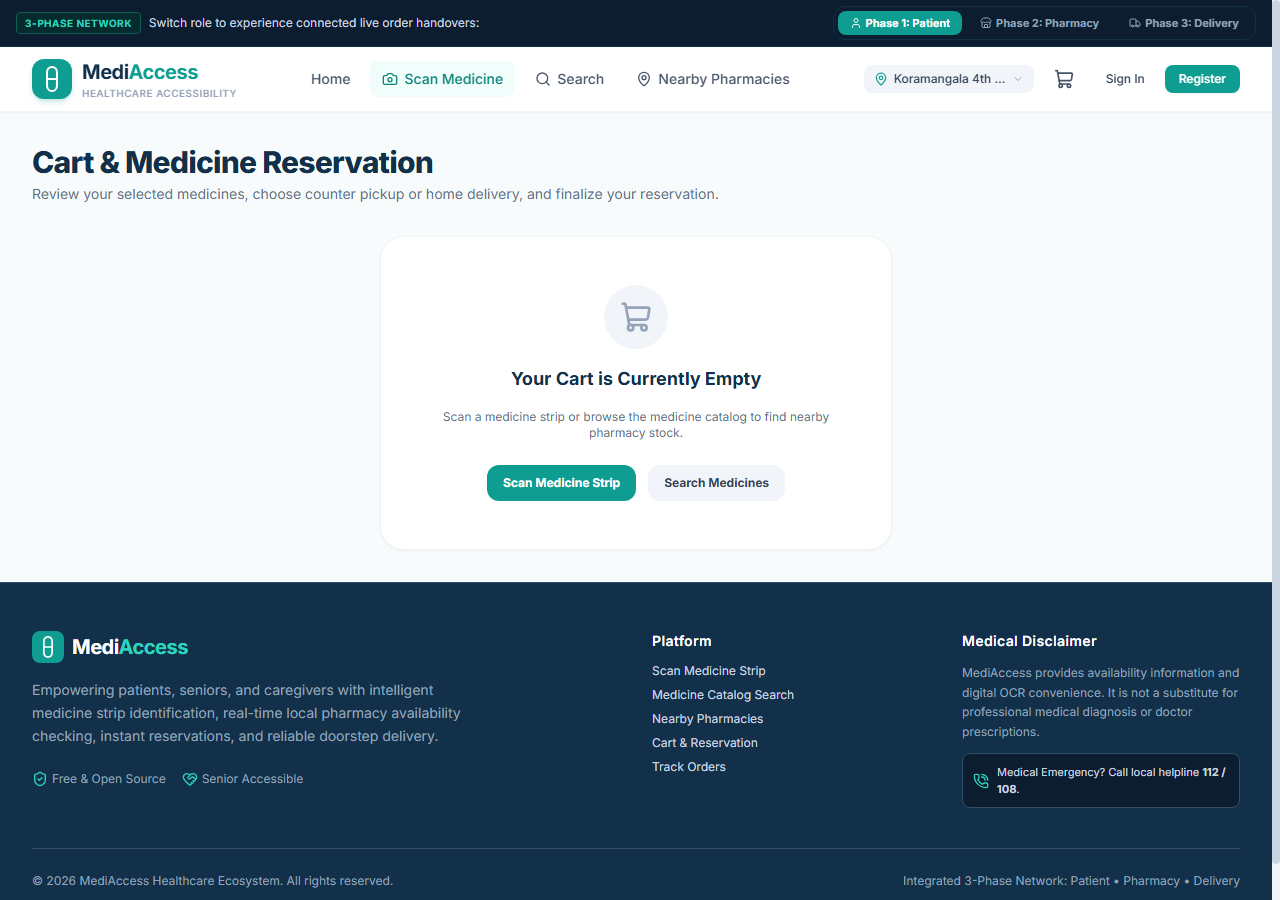 3-PHASE NETWORK Switch role to experience connected live order handovers: Phase 1: Patient Phase 2: Pharmacy Phase 3: Delivery
MediAccess
HEALTHCARE ACCESSIBILITY
Home Scan Medicine Search Nearby Pharmacies Koramangala 4th ... Sign In Register
Cart & Medicine Reservation
Review your selected medicines, choose counter pickup or home delivery, and finalize your reservation.
Your Cart is Currently Empty
Scan a medicine strip or browse the medicine catalog to find nearby
pharmacy stock.
Scan Medicine Strip Search Medicines
MediAccess
Empowering patients, seniors, and caregivers with intelligent
medicine strip identification, real-time local pharmacy availability
checking, instant reservations, and reliable doorstep delivery.
Free & Open Source Senior Accessible
Platform
Scan Medicine Strip
Medicine Catalog Search
Nearby Pharmacies
Cart & Reservation
Track Orders
Medical Disclaimer
MediAccess provides availability information and
digital OCR convenience. It is not a substitute for
professional medical diagnosis or doctor
prescriptions.
Medical Emergency? Call local helpline 112 /
108.
© 2026 MediAccess Healthcare Ecosystem. All rights reserved.
Integrated 3-Phase Network: Patient • Pharmacy • Delivery